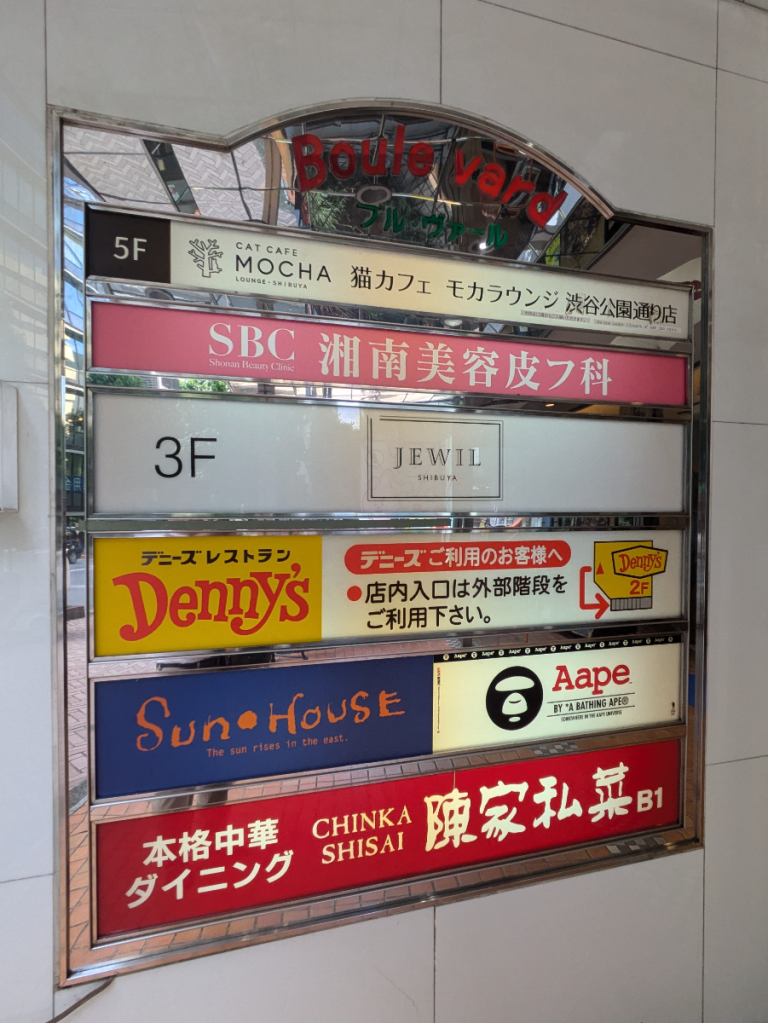 Boulevard
ブル・ヴァール
5F
CAT CAFE
MOCHA
LOUNGE・SHIBUYA
猫カフェ モカラウンジ 渋谷公園通り店
SBC
Shonan Beauty Clinic
湘南美容皮フ科
3F
JEWIL
SHIBUYA
デニーズレストラン
Denny's
デニーズご利用のお客様へ
●店内入口は外部階段を
ご利用下さい。
Denny's
2F
Sun●House
The sun rises in the east.
Aape
BY *A BATHING APE®
SOMEWHERE IN THE AAPE UNIVERSE
本格中華
ダイニング
CHINKA
SHISAI
陳家私菜 B1